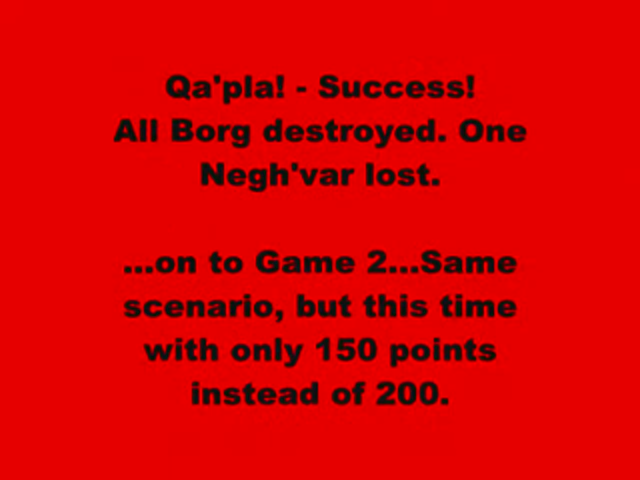 Qa'pla! - Success!
All Borg destroyed. One
Negh'var lost.
...on to Game 2...Same
scenario, but this time
with only 150 points
instead of 200.